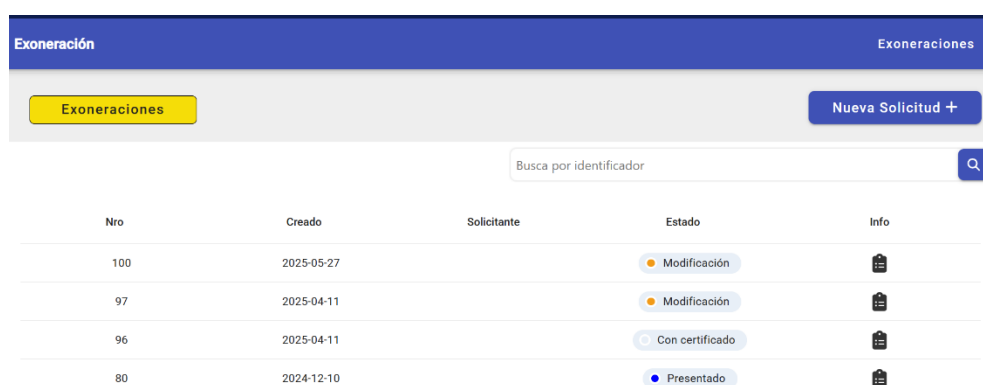 Exoneración Exoneraciones
Exoneraciones Nueva Solicitud +
Busca por identificador
Nro Creado Solicitante Estado Info
100 2025-05-27 Modificación
97 2025-04-11 Modificación
96 2025-04-11 Con certificado
80 2024-12-10 Presentado